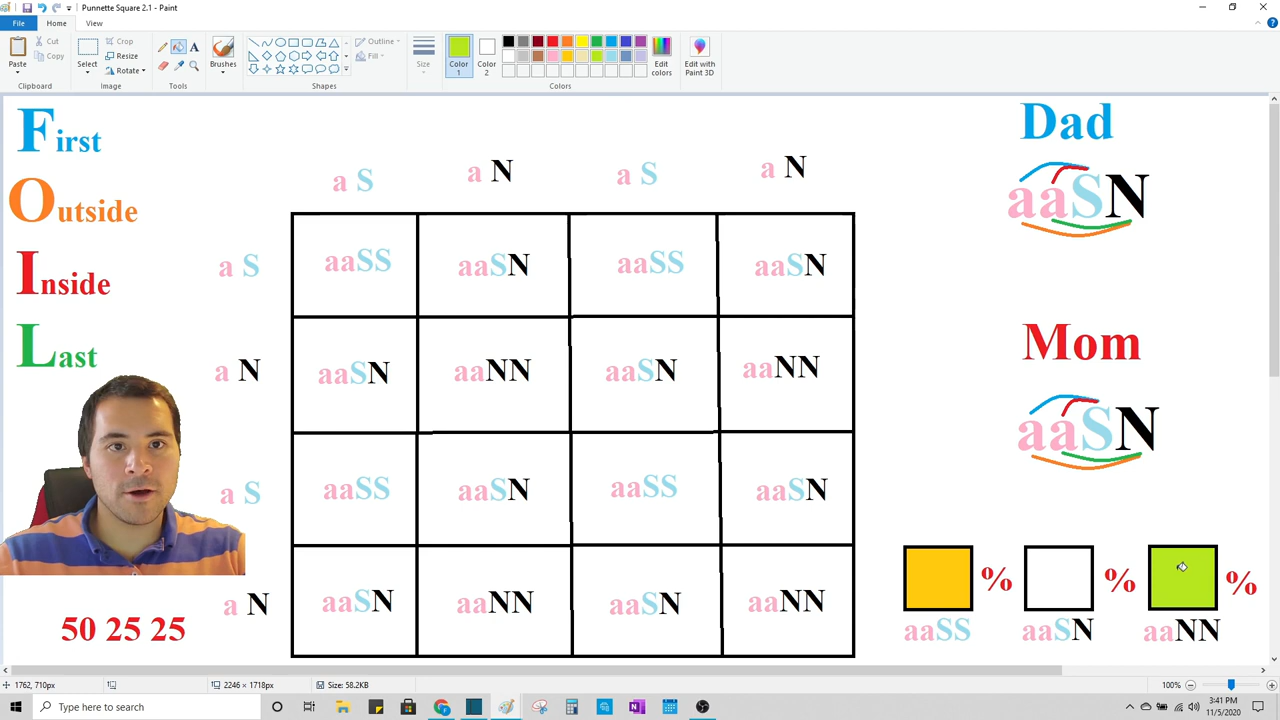 Punnette Square 2.1 - Paint
File Home View
Paste
Cut
Copy
Clipboard
Select
Crop
Resize
Rotate
Image
A
Tools
Brushes
Outline
Fill
Shapes
Size
Color 1
Color 2
Edit colors
Colors
Edit with Paint 3D
First
Outside
Inside
Last
a S a N a S a N
a S aaSS aaSN aaSS aaSN
a N aaSN aaNN aaSN aaNN
a S aaSS aaSN aaSS aaSN
a N aaSN aaNN aaSN aaNN
50 25 25
Dad
aaSN
Mom
aaSN
% % %
aaSS aaSN aaNN
1762, 710px
2246 × 1718px
Size: 58.2KB
100%
Type here to search
3:41 PM
11/5/2020